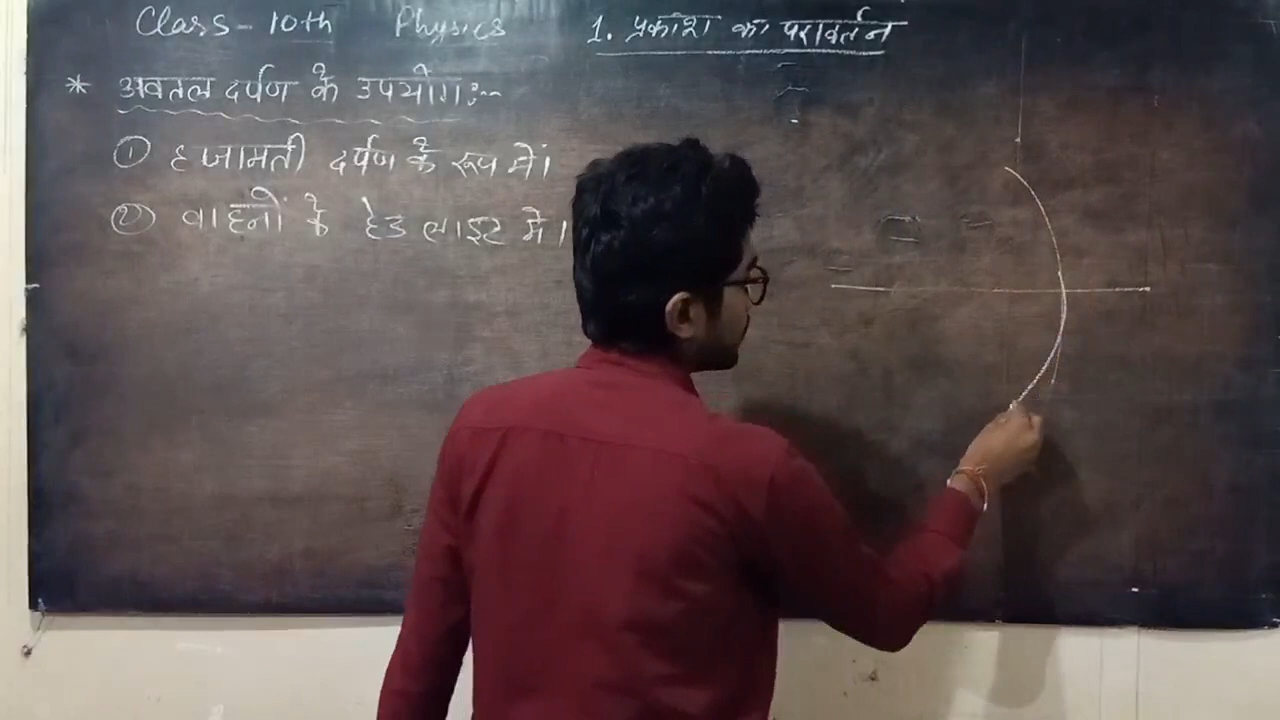 Class - 10th Physics 1. प्रकाश का परावर्तन
* अवतल दर्पण के उपयोग :-
① हजामती दर्पण के रूप में।
② वाहनों के हेड लाइट में।